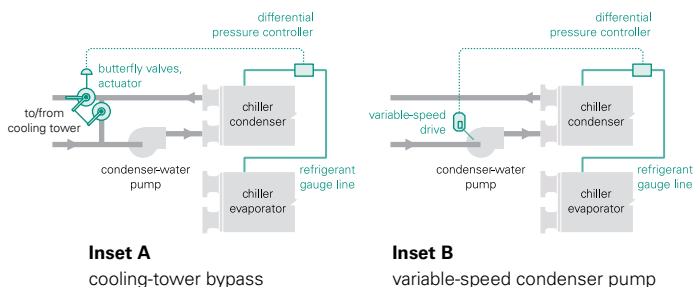 differential
pressure controller
butterfly valves,
actuator
to/from
cooling tower
chiller
condenser
condenser-water
pump
refrigerant
gauge line
chiller
evaporator
Inset A
cooling-tower bypass
differential
pressure controller
variable-speed
drive
chiller
condenser
condenser-water
pump
refrigerant
gauge line
chiller
evaporator
Inset B
variable-speed condenser pump